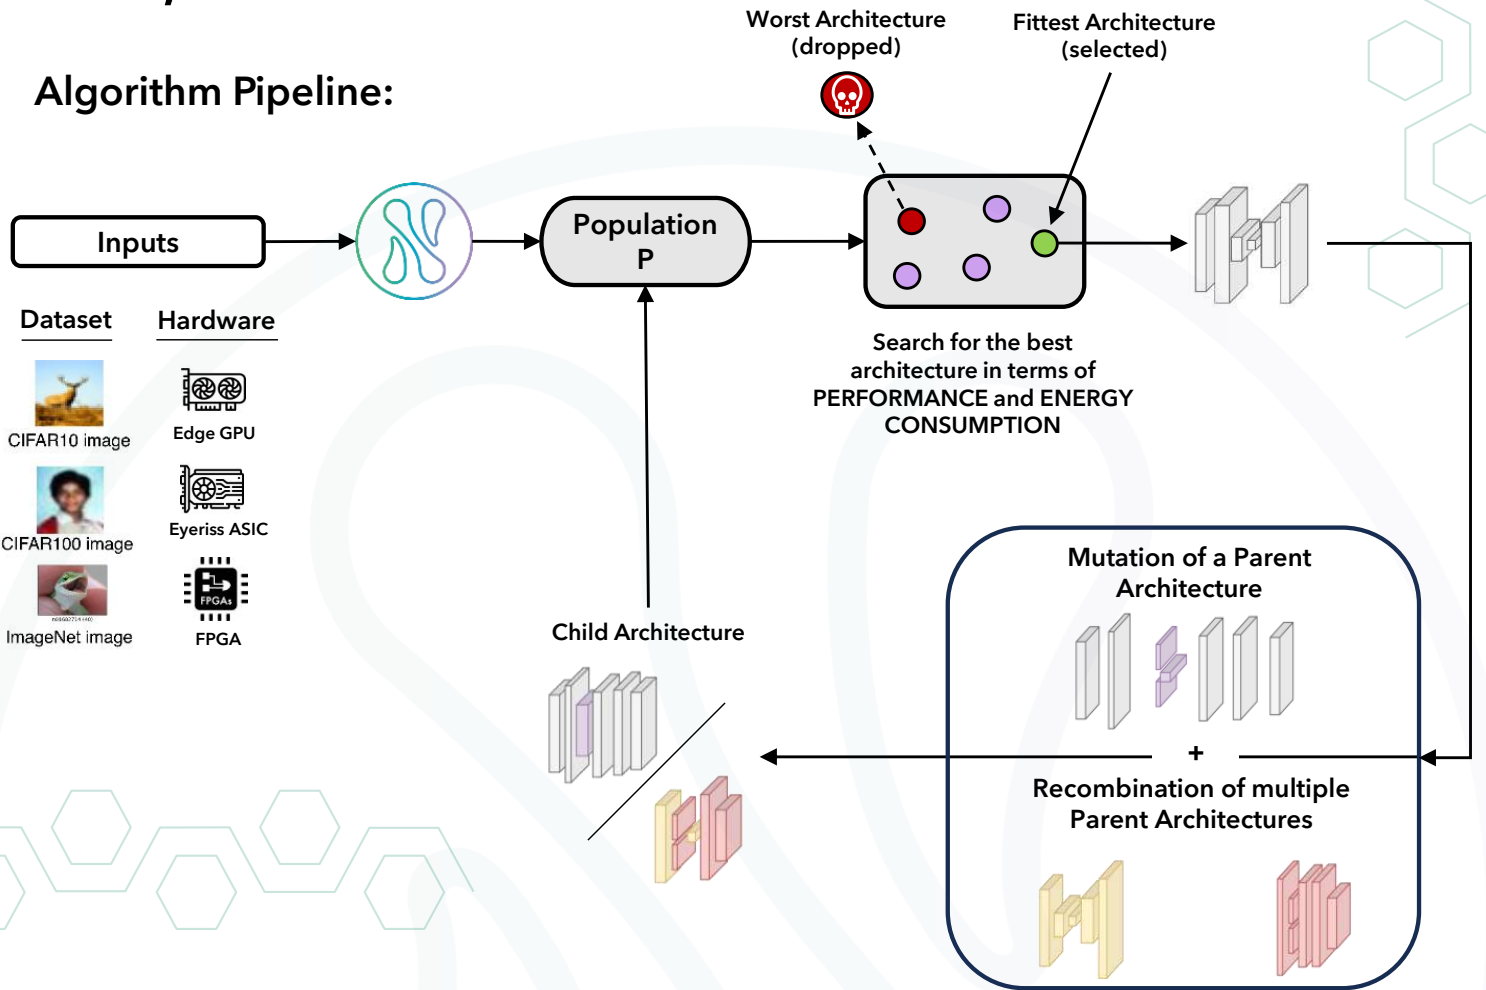 Algorithm Pipeline:
Worst Architecture
(dropped)
Fittest Architecture
(selected)
Inputs
Population
P
Dataset
Hardware
CIFAR10 image
Edge GPU
CIFAR100 image
Eyeriss ASIC
ImageNet image
FPGAs
FPGA
Search for the best
architecture in terms of
PERFORMANCE and ENERGY
CONSUMPTION
Mutation of a Parent
Architecture
+
Recombination of multiple
Parent Architectures
Child Architecture